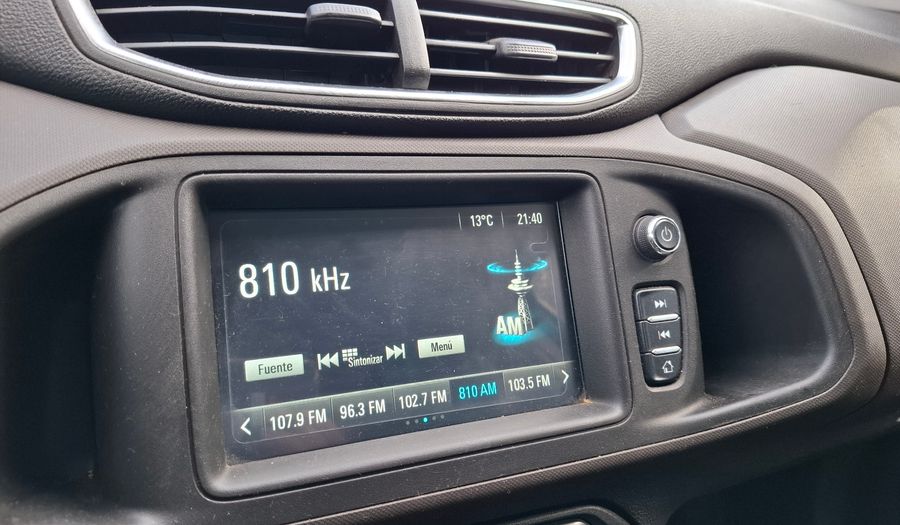 13°C 21:40
810 kHz
AM
Fuente Sintonizar Menú
107.9 FM 96.3 FM 102.7 FM 810 AM 103.5 FM